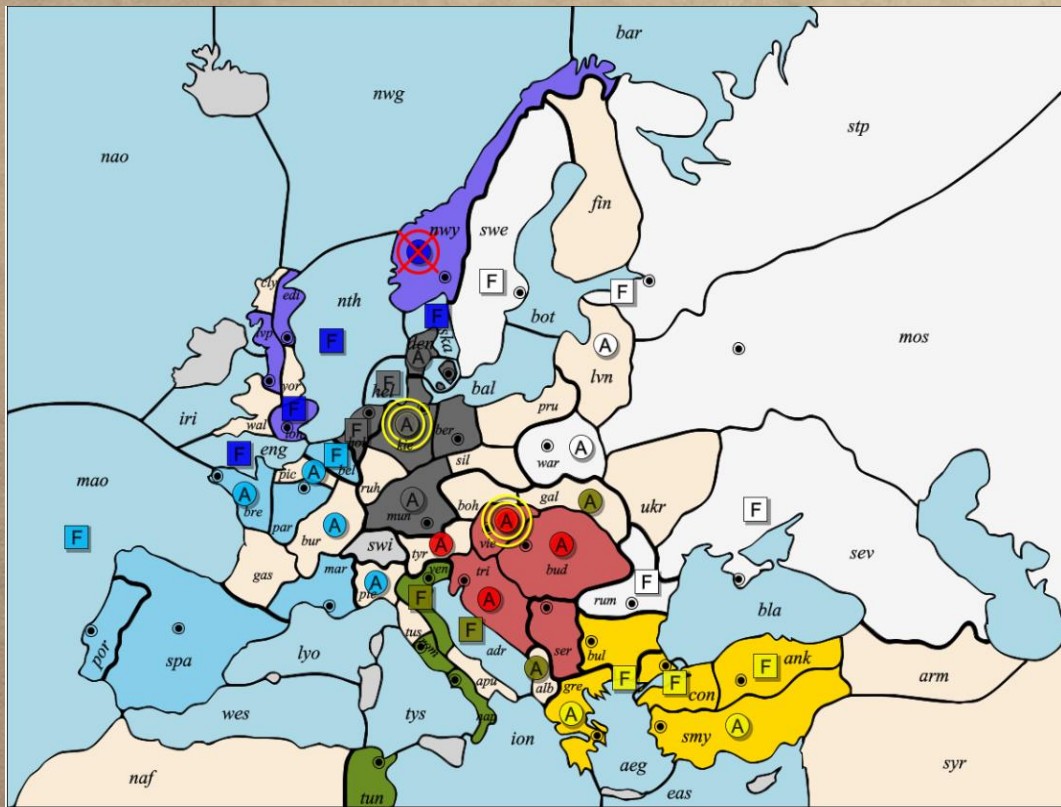 bar
nwg
stp
nao
fin
nwy
swe
cly
edi
nth
F
F
ska
F
bot
mos
lvp
F
den
A
A
lvn
hel
F
bal
yor
iri
wal
F
lon
F
hol
A
kie
ber
pru
eng
F
pic
A
F
bel
sil
war
A
mao
A
bre
ruh
A
mun
boh
gal
A
ukr
par
A
bur
A
vie
F
F
swi
tyr
A
A
bud
sev
gas
mar
A
pie
F
ven
tri
A
rum
F
bla
por
spa
lyo
tus
rom
F
adr
ser
bul
ank
F
arm
apu
A
alb
gre
F
F
con
wes
tys
nap
A
smy
A
ion
naf
tun
aeg
eas
syr